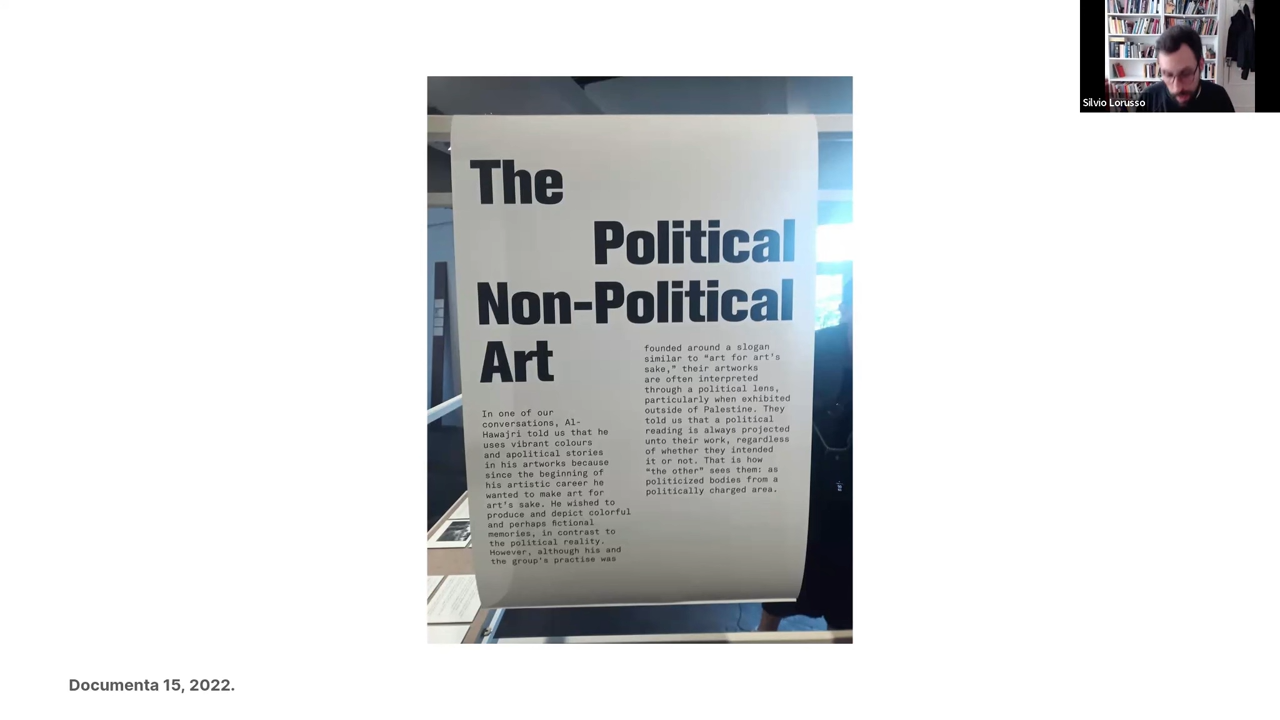 The
Political
Non-Political
Art
In one of our
conversations, Al-
Hawajri told us that he
uses vibrant colours
and apolitical stories
in his artworks because
since the beginning of
his artistic career he
wanted to make art for
art's sake. He wished to
produce and depict colorful
and perhaps fictional
memories, in contrast to
the political reality.
However, although his and
the group's practise was
founded around a slogan
similar to “art for art's
sake,” their artworks
are often interpreted
through a political lens,
particularly when exhibited
outside of Palestine. They
told us that a political
reading is always projected
unto their work, regardless
of whether they intended
it or not. That is how
“the other” sees them: as
politicized bodies from a
politically charged area.
Documenta 15, 2022.
Silvio Lorusso